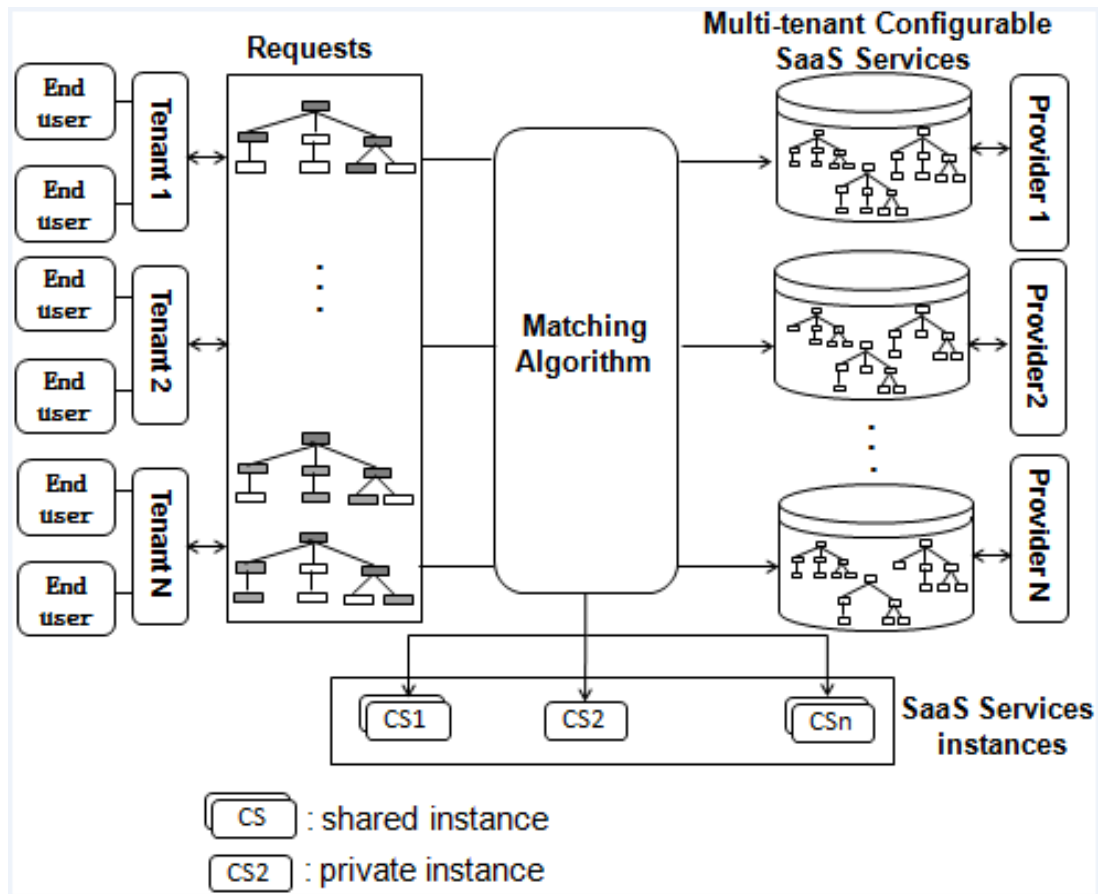 Requests
Multi-tenant Configurable
SaaS Services
End
user
End
user
Tenant 1
Provider 1
End
user
End
user
Tenant 2
Matching
Algorithm
Provider2
End
user
End
user
Tenant N
Provider N
CS1
CS2
CSn
SaaS Services
instances
CS : shared instance
CS2 : private instance